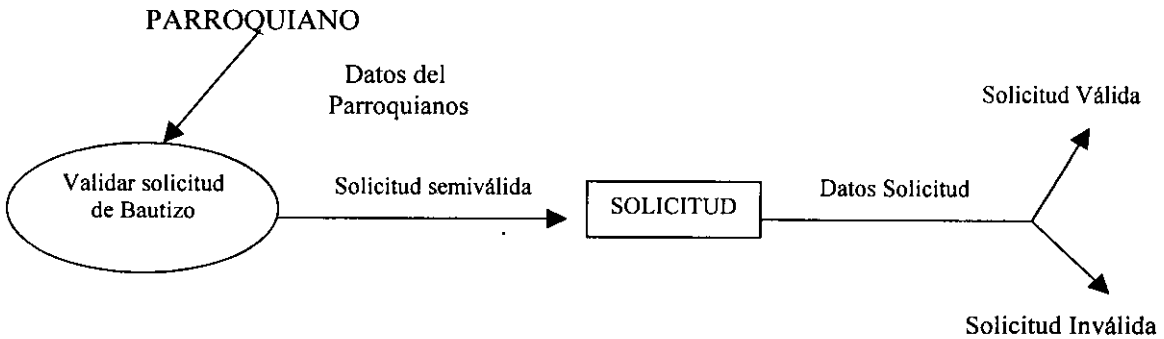 PARROQUIANO
Datos del
Parroquianos
Solicitud Válida
Validar solicitud
de Bautizo
Solicitud semiválida
SOLICITUD
Datos Solicitud
Solicitud Inválida